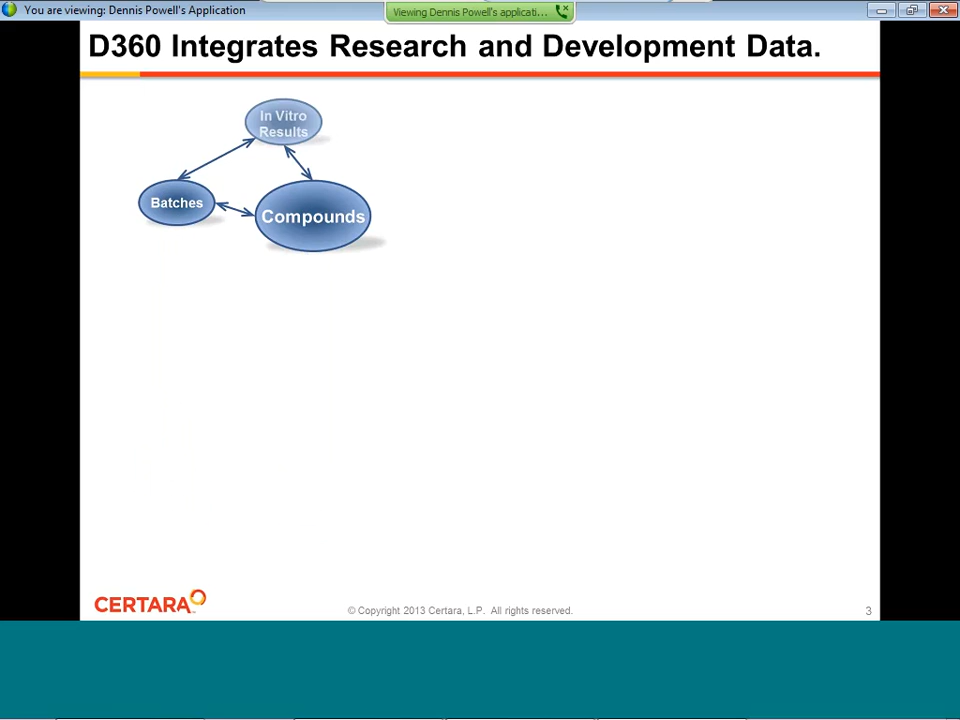 You are viewing: Dennis Powell's Application
Viewing Dennis Powell's applicati...
D360 Integrates Research and Development Data.
In Vitro
Results
Batches
Compounds
CERTARA
© Copyright 2013 Certara, L.P. All rights reserved.
3